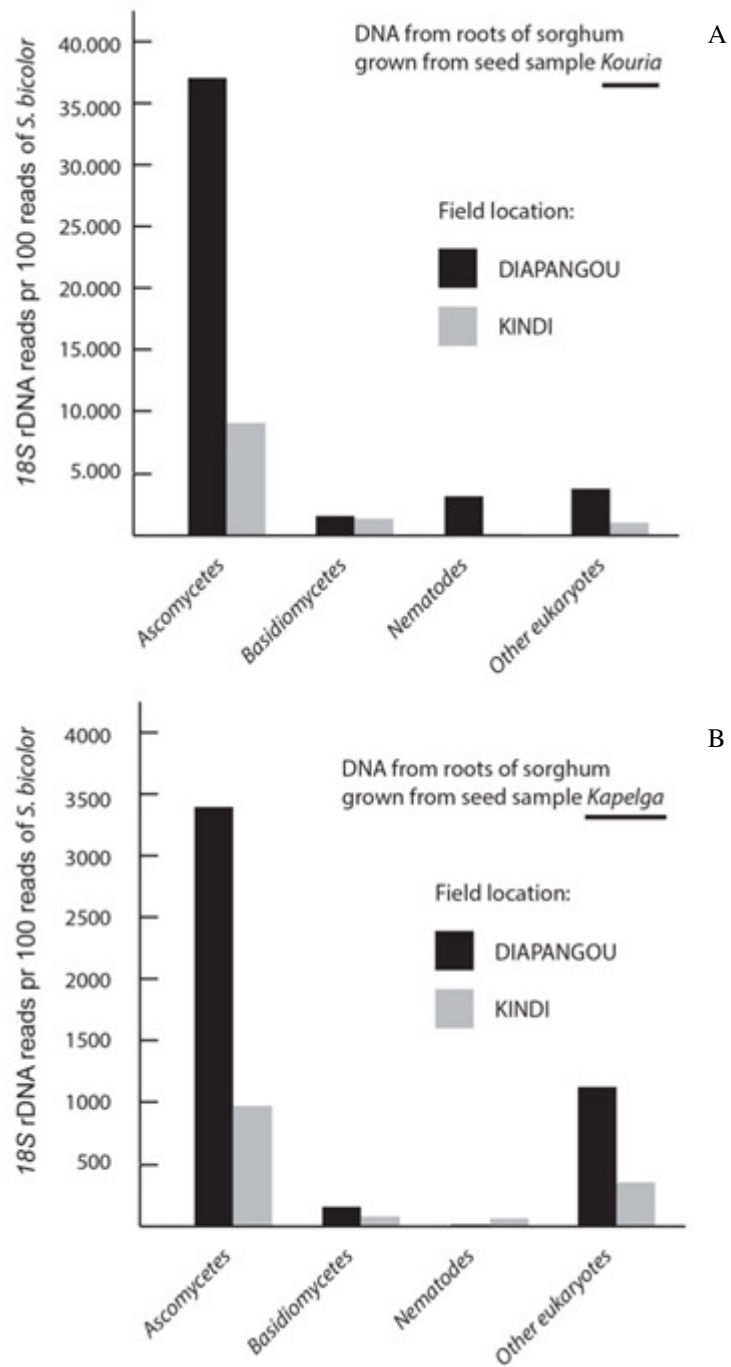 A
DNA from roots of sorghum
grown from seed sample Kouria
18S rDNA reads pr 100 reads of S. bicolor
40.000
35.000
30.000
25.000
20.000
15.000
10.000
5.000
Field location:
DIAPANGOU
KINDI
Ascomycetes
Basidiomycetes
Nematodes
Other eukaryotes
B
DNA from roots of sorghum
grown from seed sample Kapelga
18S rDNA reads pr 100 reads of S. bicolor
4000
3500
3000
2500
2000
1500
1000
500
Field location:
DIAPANGOU
KINDI
Ascomycetes
Basidiomycetes
Nematodes
Other eukaryotes